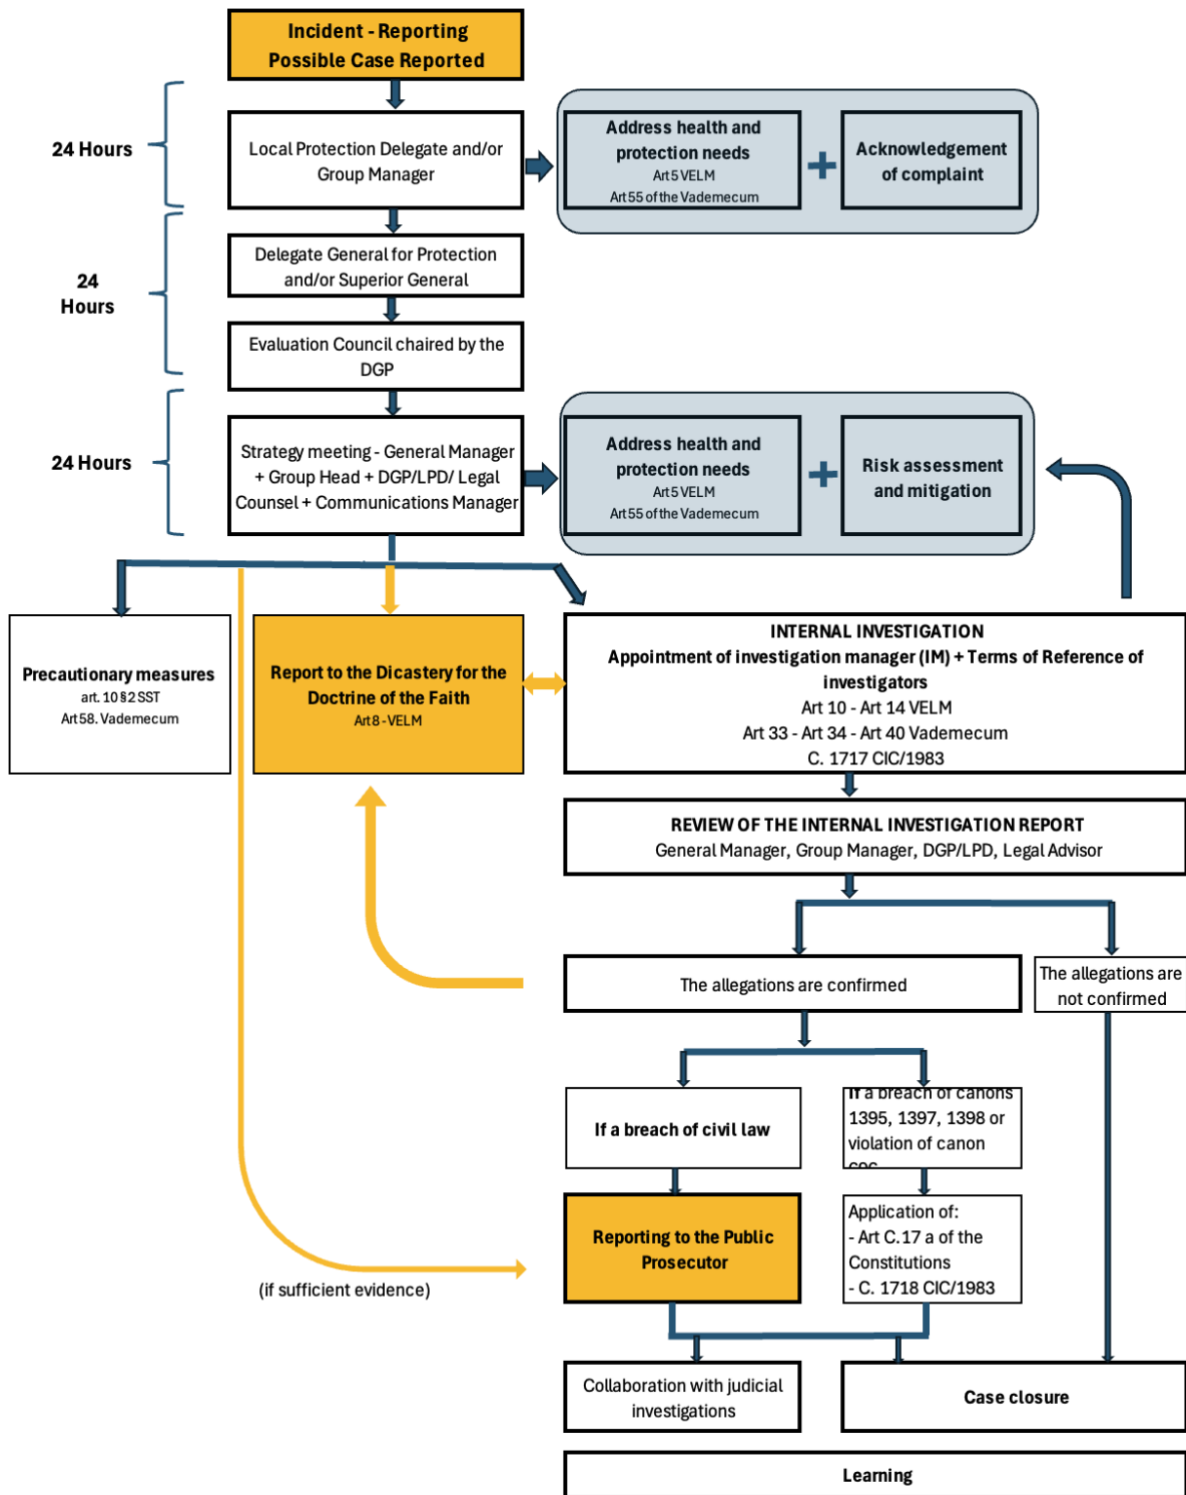 Incident - Reporting
Possible Case Reported
24 Hours
Local Protection Delegate and/or
Group Manager
Address health and
protection needs
Art 5 VELM
Art 55 of the Vademecum
+
Acknowledgement
of complaint
24
Hours
Delegate General for Protection
and/or Superior General
Evaluation Council chaired by the
DGP
24 Hours
Strategy meeting - General Manager
+ Group Head + DGP/LPD/ Legal
Counsel + Communications Manager
Address health and
protection needs
Art 5 VELM
Art 55 of the Vademecum
+
Risk assessment
and mitigation
Precautionary measures
art. 10 §2 SST
Art 58. Vademecum
Report to the Dicastery for the
Doctrine of the Faith
Art 8 - VELM
INTERNAL INVESTIGATION
Appointment of investigation manager (IM) + Terms of Reference of
investigators
Art 10 - Art 14 VELM
Art 33 - Art 34 - Art 40 Vademecum
C. 1717 CIC/1983
REVIEW OF THE INTERNAL INVESTIGATION REPORT
General Manager, Group Manager, DGP/LPD, Legal Advisor
The allegations are confirmed
The allegations are
not confirmed
If a breach of civil law
If a breach of canons
1395, 1397, 1398 or
violation of canon
Reporting to the Public
Prosecutor
Application of:
- Art C.17 a of the
Constitutions
- C. 1718 CIC/1983
(if sufficient evidence)
Collaboration with judicial
investigations
Case closure
Learning